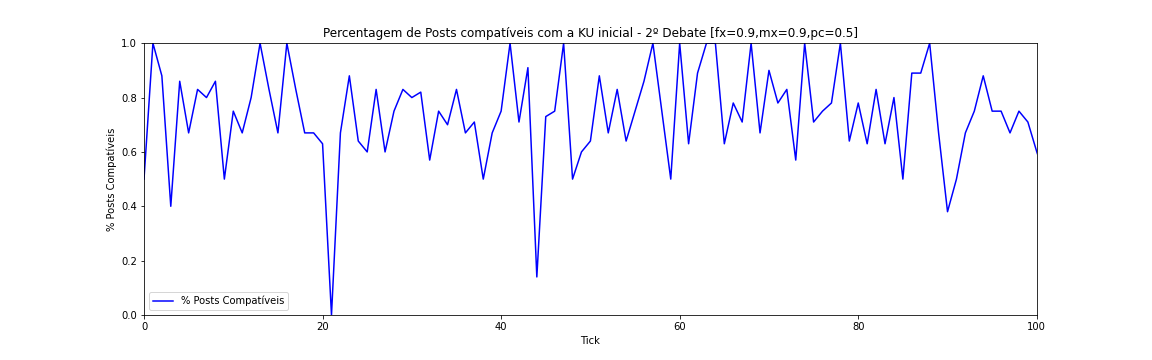 Percentagem de Posts compatíveis com a KU inicial - 2º Debate [fx=0.9,mx=0.9,pc=0.5]
1.0
0.8
0.6
0.4
0.2
0.0
% Posts Compatíveis
% Posts Compatíveis
0 20 40 60 80 100
Tick